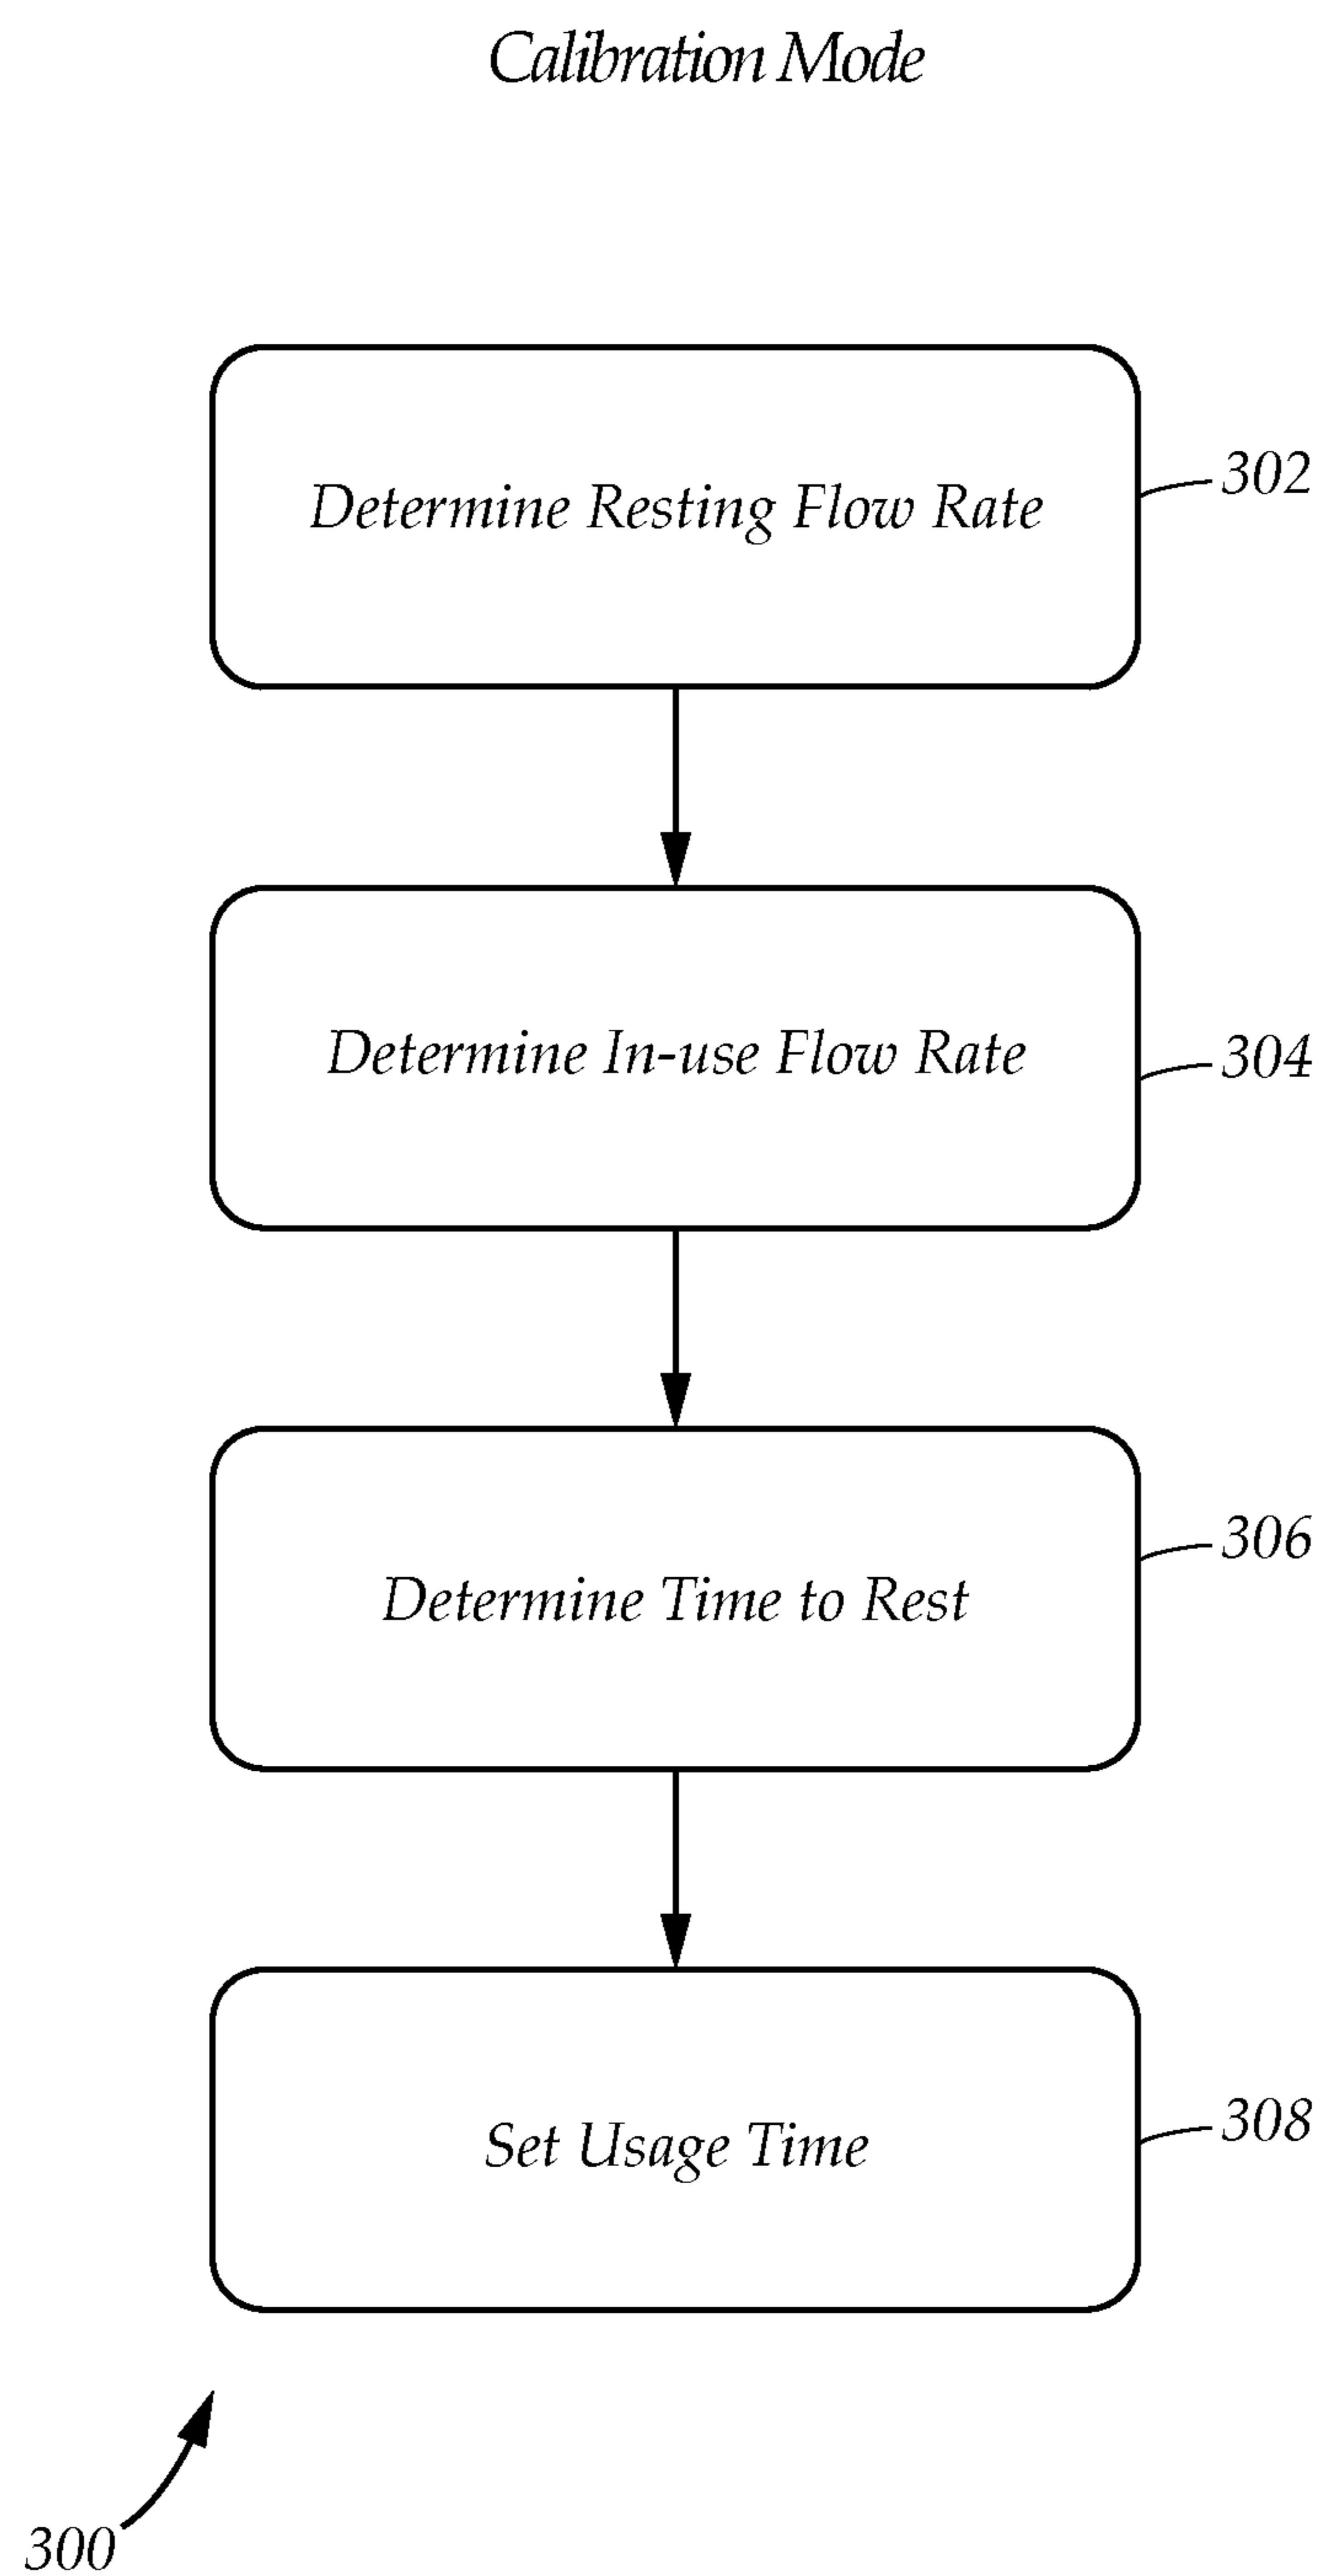 Calibration Mode
Determine Resting Flow Rate
302
Determine In-use Flow Rate
304
Determine Time to Rest
306
Set Usage Time
308
300